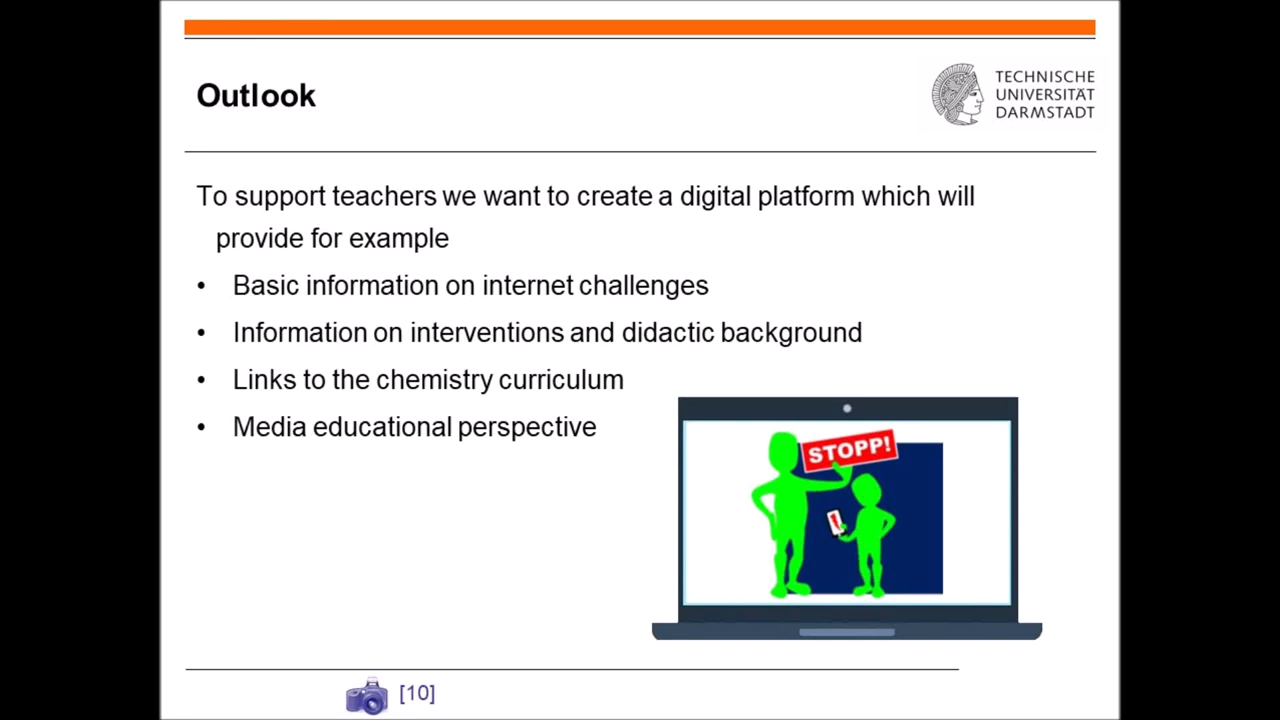 Outlook
TECHNISCHE
UNIVERSITÄT
DARMSTADT
To support teachers we want to create a digital platform which will
provide for example
• Basic information on internet challenges
• Information on interventions and didactic background
• Links to the chemistry curriculum
• Media educational perspective
STOPP!
[10]